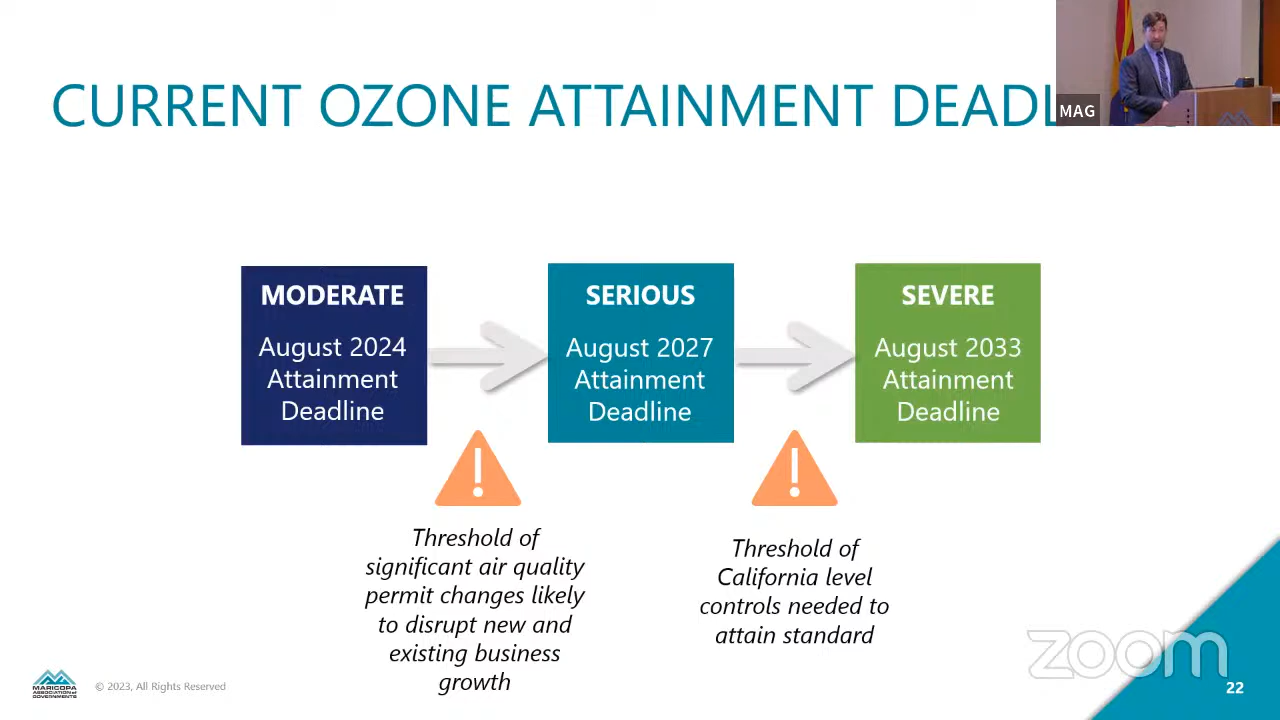 CURRENT OZONE ATTAINMENT DEADL
MAG
MODERATE
August 2024
Attainment
Deadline
SERIOUS
August 2027
Attainment
Deadline
SEVERE
August 2033
Attainment
Deadline
Threshold of
significant air quality
permit changes likely
to disrupt new and
existing business
growth
Threshold of
California level
controls needed to
attain standard
MARICOPA
ASSOCIATION of
GOVERNMENTS
© 2023, All Rights Reserved
zoom
22